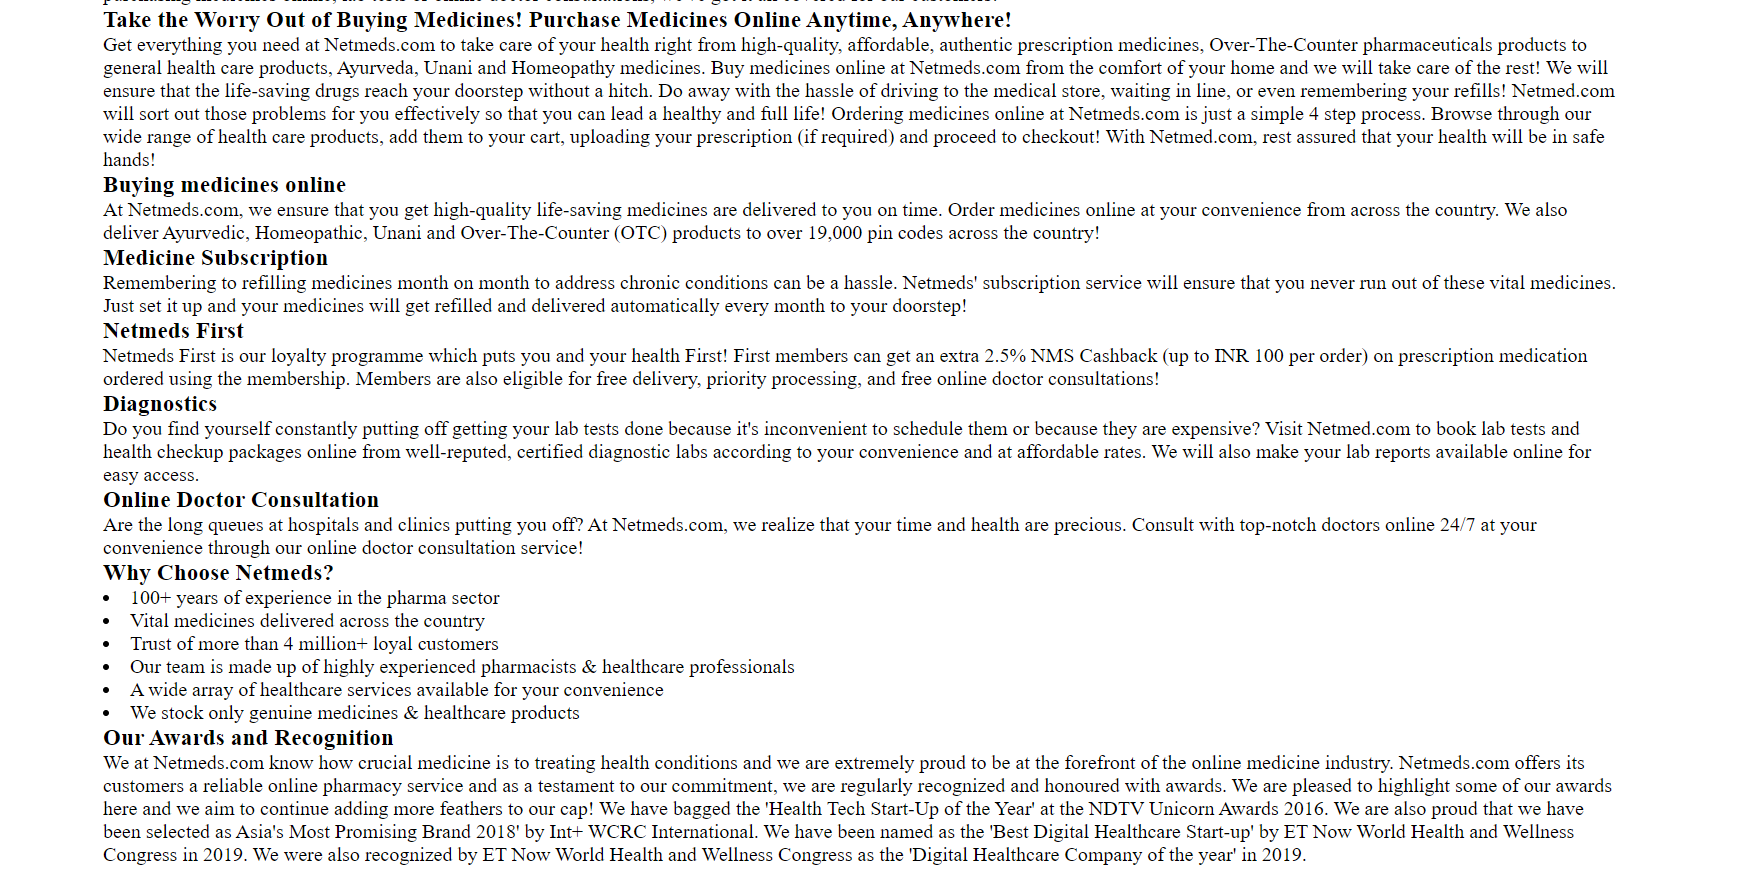 Take the Worry Out of Buying Medicines! Purchase Medicines Online Anytime, Anywhere!
Get everything you need at Netmeds.com to take care of your health right from high-quality, affordable, authentic prescription medicines, Over-The-Counter pharmaceuticals products to
general health care products, Ayurveda, Unani and Homeopathy medicines. Buy medicines online at Netmeds.com from the comfort of your home and we will take care of the rest! We will
ensure that the life-saving drugs reach your doorstep without a hitch. Do away with the hassle of driving to the medical store, waiting in line, or even remembering your refills! Netmed.com
will sort out those problems for you effectively so that you can lead a healthy and full life! Ordering medicines online at Netmeds.com is just a simple 4 step process. Browse through our
wide range of health care products, add them to your cart, uploading your prescription (if required) and proceed to checkout! With Netmed.com, rest assured that your health will be in safe
hands!
Buying medicines online
At Netmeds.com, we ensure that you get high-quality life-saving medicines are delivered to you on time. Order medicines online at your convenience from across the country. We also
deliver Ayurvedic, Homeopathic, Unani and Over-The-Counter (OTC) products to over 19,000 pin codes across the country!
Medicine Subscription
Remembering to refilling medicines month on month to address chronic conditions can be a hassle. Netmeds' subscription service will ensure that you never run out of these vital medicines.
Just set it up and your medicines will get refilled and delivered automatically every month to your doorstep!
Netmeds First
Netmeds First is our loyalty programme which puts you and your health First! First members can get an extra 2.5% NMS Cashback (up to INR 100 per order) on prescription medication
ordered using the membership. Members are also eligible for free delivery, priority processing, and free online doctor consultations!
Diagnostics
Do you find yourself constantly putting off getting your lab tests done because it's inconvenient to schedule them or because they are expensive? Visit Netmed.com to book lab tests and
health checkup packages online from well-reputed, certified diagnostic labs according to your convenience and at affordable rates. We will also make your lab reports available online for
easy access.
Online Doctor Consultation
Are the long queues at hospitals and clinics putting you off? At Netmeds.com, we realize that your time and health are precious. Consult with top-notch doctors online 24/7 at your
convenience through our online doctor consultation service!
Why Choose Netmeds?
• 100+ years of experience in the pharma sector
• Vital medicines delivered across the country
• Trust of more than 4 million+ loyal customers
• Our team is made up of highly experienced pharmacists & healthcare professionals
• A wide array of healthcare services available for your convenience
• We stock only genuine medicines & healthcare products
Our Awards and Recognition
We at Netmeds.com know how crucial medicine is to treating health conditions and we are extremely proud to be at the forefront of the online medicine industry. Netmeds.com offers its
customers a reliable online pharmacy service and as a testament to our commitment, we are regularly recognized and honoured with awards. We are pleased to highlight some of our awards
here and we aim to continue adding more feathers to our cap! We have bagged the 'Health Tech Start-Up of the Year' at the NDTV Unicorn Awards 2016. We are also proud that we have
been selected as Asia's Most Promising Brand 2018' by Int+ WCRC International. We have been named as the 'Best Digital Healthcare Start-up' by ET Now World Health and Wellness
Congress in 2019. We were also recognized by ET Now World Health and Wellness Congress as the 'Digital Healthcare Company of the year' in 2019.